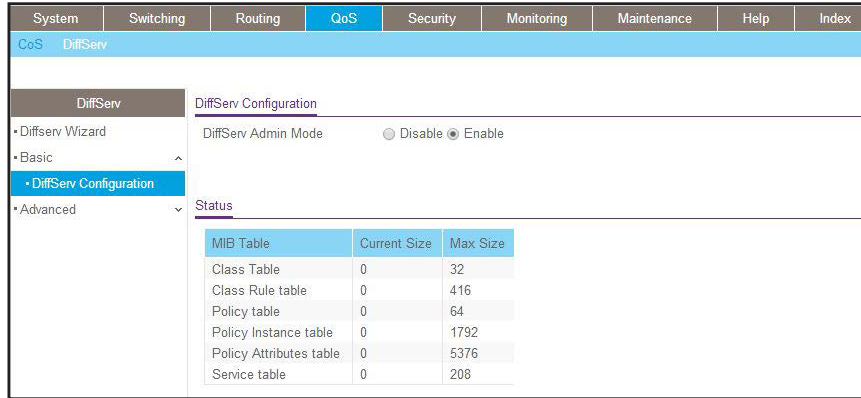 System Switching Routing QoS Security Monitoring Maintenance Help Index
CoS DiffServ
DiffServ
Diffserv Wizard
Basic
DiffServ Configuration
Advanced
DiffServ Configuration
DiffServ Admin Mode Disable Enable
Status
MIB Table Current Size Max Size
Class Table 0 32
Class Rule table 0 416
Policy table 0 64
Policy Instance table 0 1792
Policy Attributes table 0 5376
Service table 0 208